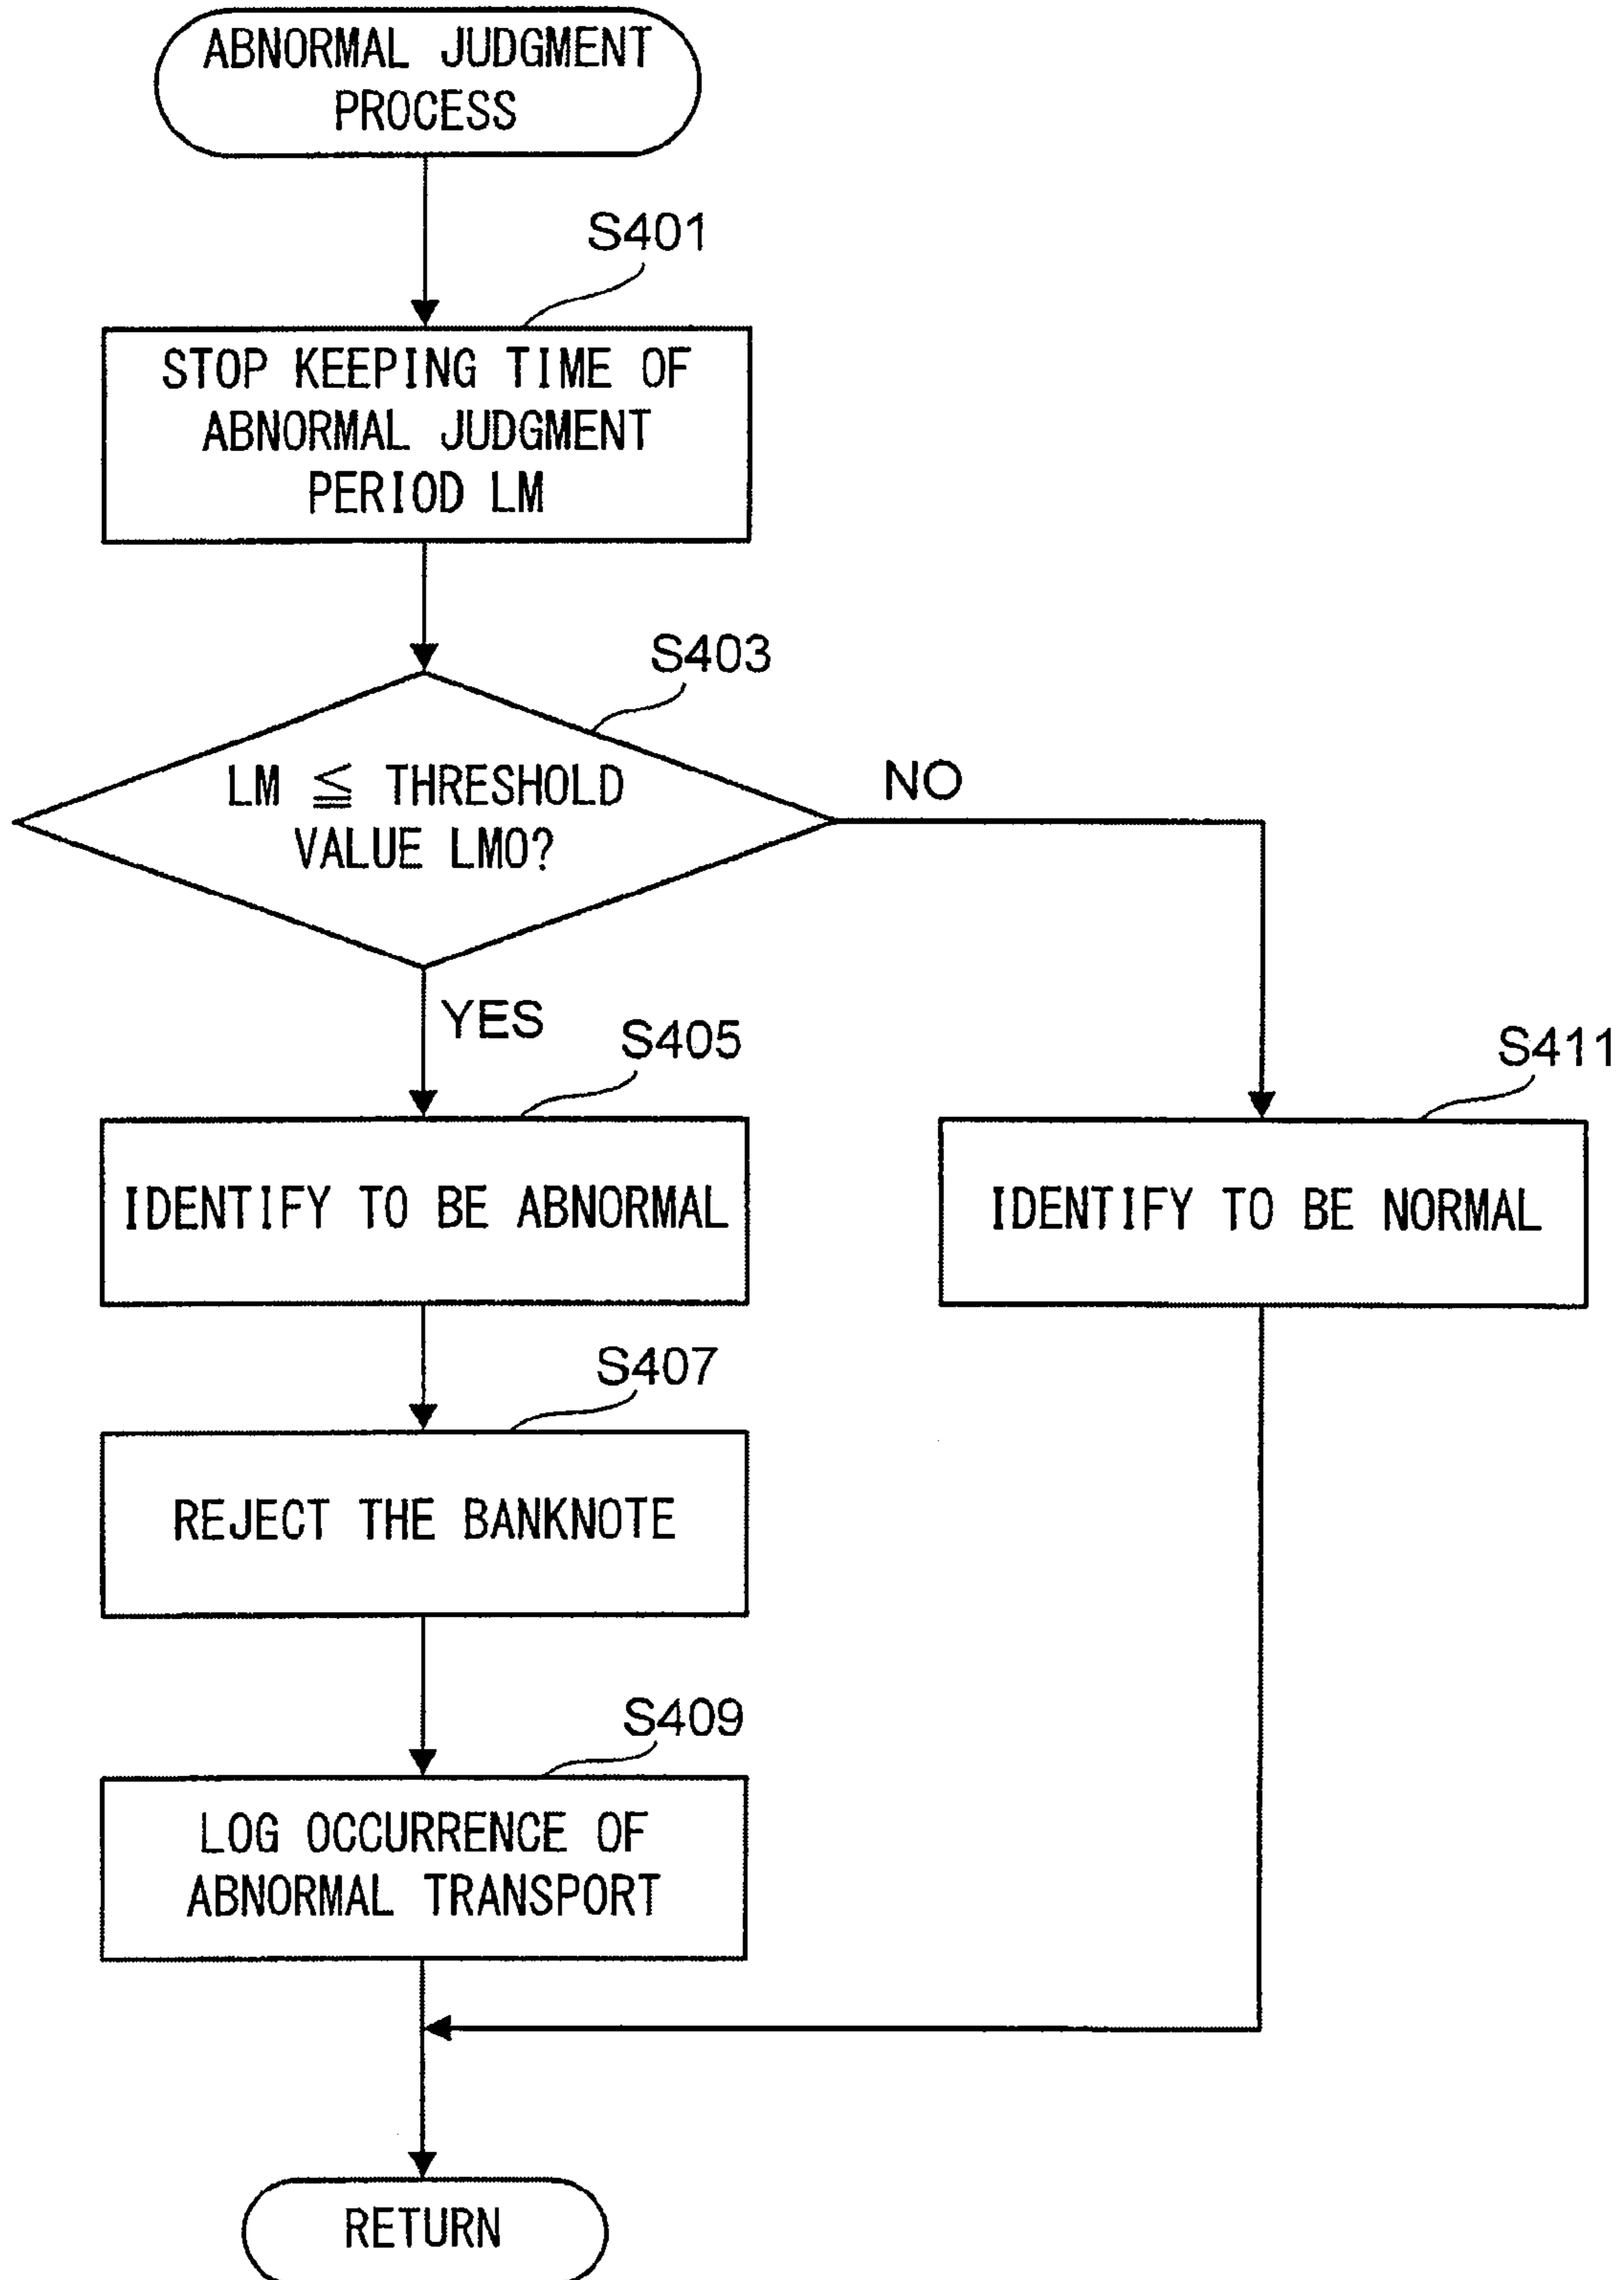 ABNORMAL JUDGMENT
PROCESS
S401
STOP KEEPING TIME OF
ABNORMAL JUDGMENT
PERIOD LM
S403
LM ≦ THRESHOLD
VALUE LM0?
NO
YES
S405
S411
IDENTIFY TO BE ABNORMAL
IDENTIFY TO BE NORMAL
S407
REJECT THE BANKNOTE
S409
LOG OCCURRENCE OF
ABNORMAL TRANSPORT
RETURN